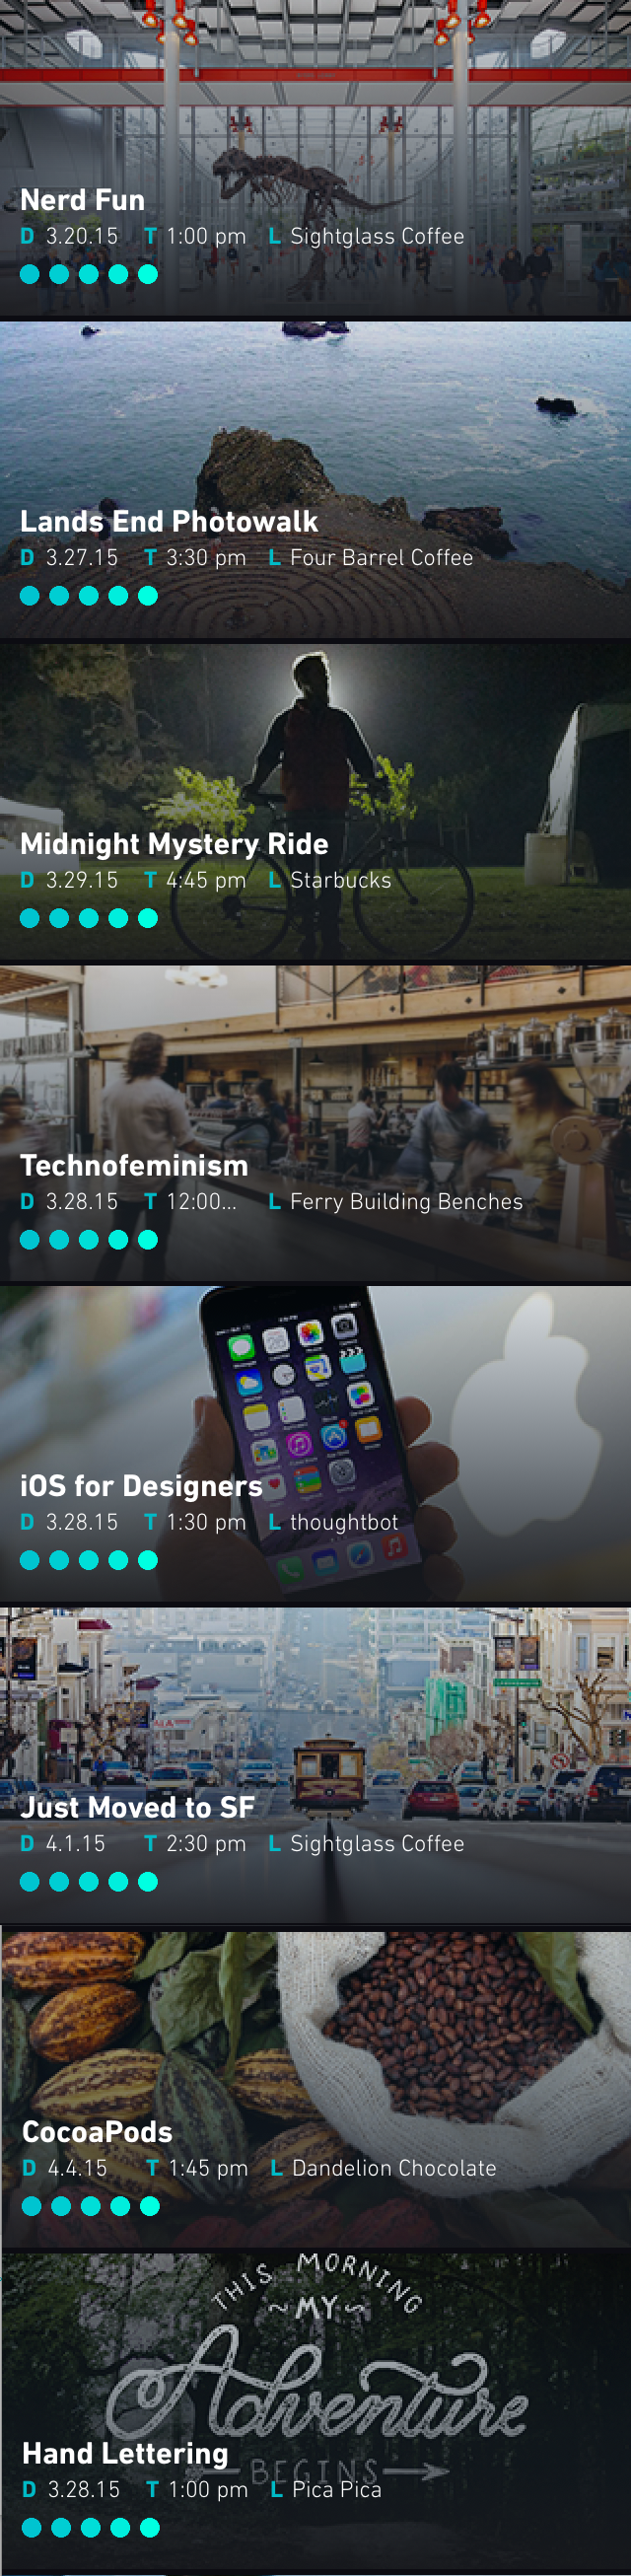 Nerd Fun
D 3.20.15 T 1:00 pm L Sightglass Coffee
Lands End Photowalk
D 3.27.15 T 3:30 pm L Four Barrel Coffee
Midnight Mystery Ride
D 3.29.15 T 4:45 pm L Starbucks
Technofeminism
D 3.28.15 T 12:00... L Ferry Building Benches
iOS for Designers
D 3.28.15 T 1:30 pm L thoughtbot
Just Moved to SF
D 4.1.15 T 2:30 pm L Sightglass Coffee
CocoaPods
D 4.4.15 T 1:45 pm L Dandelion Chocolate
THIS MORNING
~MY~
Adventure
Hand Lettering
BEGINS
D 3.28.15 T 1:00 pm L Pica Pica